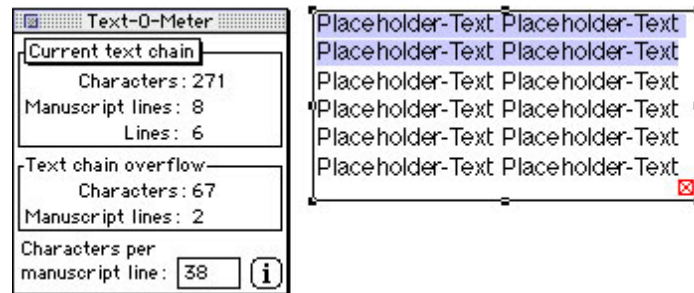 Text-O-Meter
Current text chain
Characters: 271
Manuscript lines: 8
Lines: 6
Text chain overflow
Characters: 67
Manuscript lines: 2
Characters per
manuscript line: 38
i
Placeholder-Text Placeholder-Text
Placeholder-Text Placeholder-Text
Placeholder-Text Placeholder-Text
Placeholder-Text Placeholder-Text
Placeholder-Text Placeholder-Text
Placeholder-Text Placeholder-Text